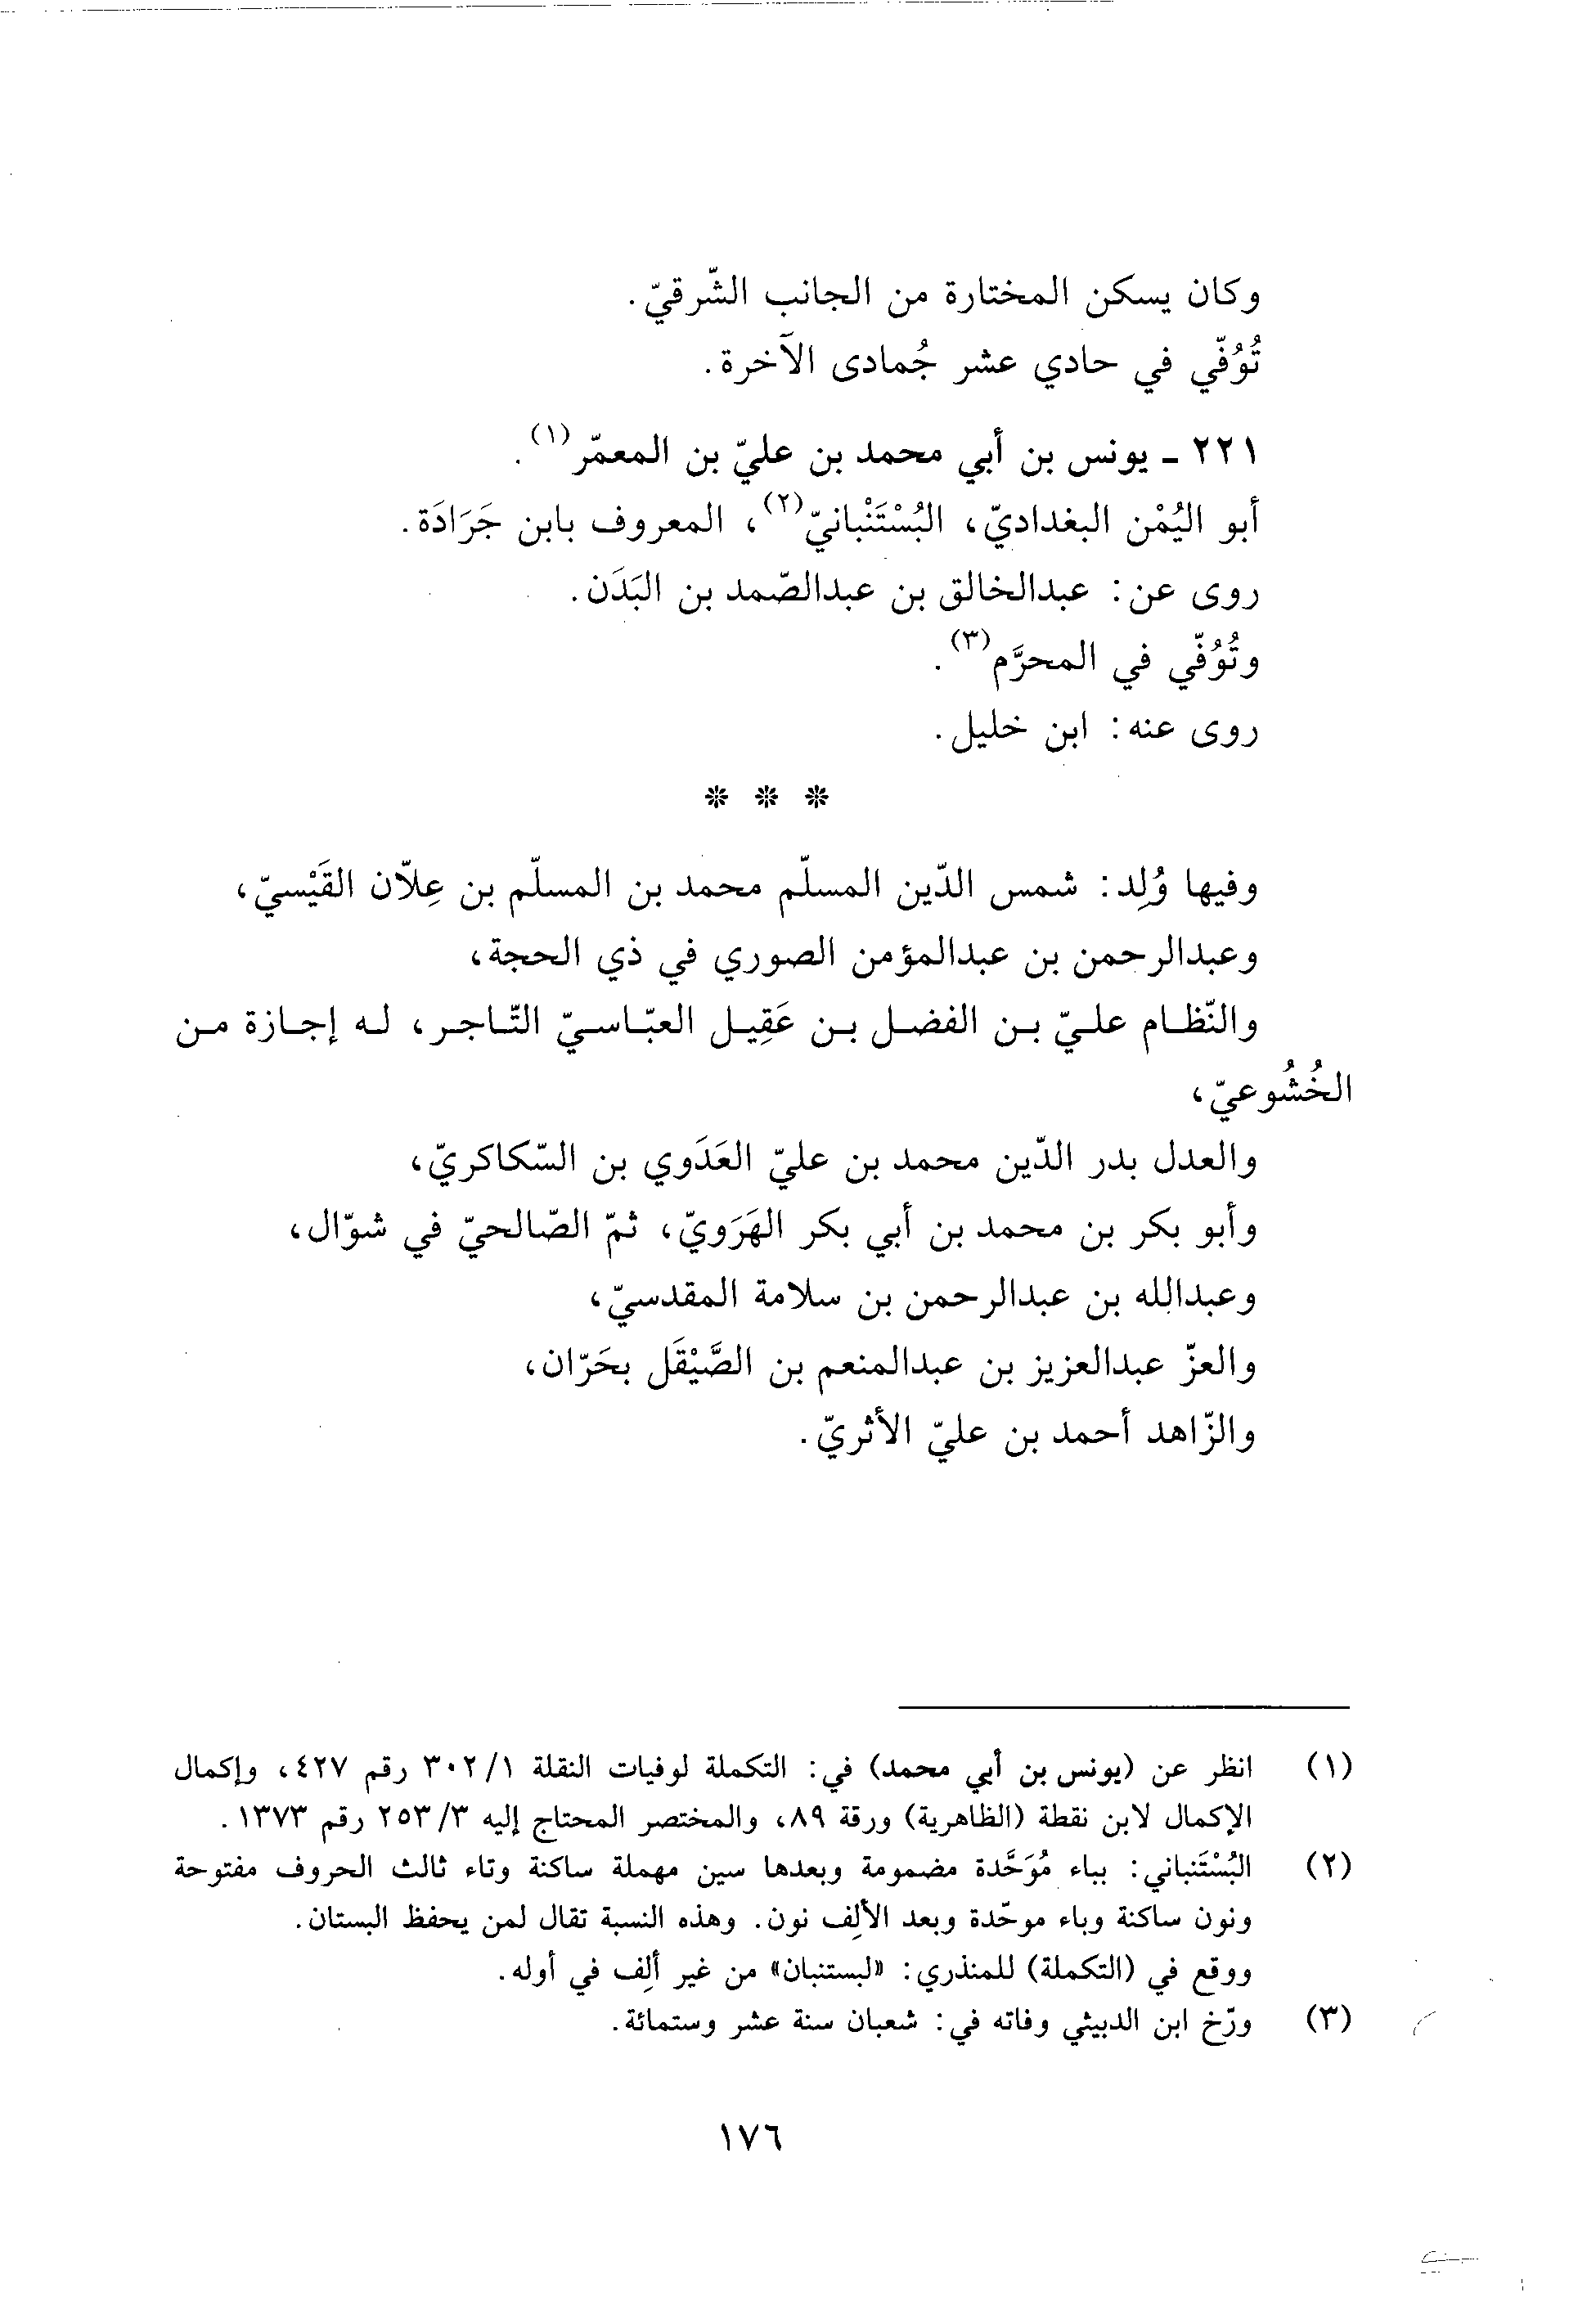 وكان يسكن المختارة من الجانب الشّرقيّ.
تُوُفّي في حادي عشر جُمادى الآخرة.
٢٢١ ـ يونس بن أبي محمد بن عليّ بن المعمّر(١).
أبو اليُمْن البغداديّ، البُسْتَنْبانيّ(٢)، المعروف بابن جَرَادَة.
روى عن: عبدالخالق بن عبدالصّمد بن البَدَن.
وتُوُفّي في المحرَّم(٣).
روى عنه: ابن خليل.
* * *
وفيها وُلِد: شمس الدّين المسلّم محمد بن المسلّم بن عِلاّن القَيْسيّ،
وعبدالرحمن بن عبدالمؤمن الصوري في ذي الحجة،
والنّظام عليّ بن الفضل بن عَقِيل العبّاسيّ التّاجر، له إجازة من
الخُشُوعيّ،
والعدل بدر الدّين محمد بن عليّ العَدَوي بن السّكاكريّ،
وأبو بكر بن محمد بن أبي بكر الهَرَويّ، ثمّ الصّالحيّ في شوّال،
وعبدالله بن عبدالرحمن بن سلامة المقدسيّ،
والعزّ عبدالعزيز بن عبدالمنعم بن الصَّيْقَل بحَرّان،
والزّاهد أحمد بن عليّ الأثريّ.
(١) انظر عن (يونس بن أبي محمد) في: التكملة لوفيات النقلة ١/ ٣٠٢ رقم ٤٢٧، وإكمال
الإكمال لابن نقطة (الظاهرية) ورقة ٨٩، والمختصر المحتاج إليه ٣/ ٢٥٣ رقم ١٣٧٣.
(٢) البُسْتَنباني: بباء مُوَحَّدة مضمومة وبعدها سين مهملة ساكنة وتاء ثالث الحروف مفتوحة
ونون ساكنة وباء موحّدة وبعد الألِف نون. وهذه النسبة تقال لمن يحفظ البستان.
ووقع في (التكملة) للمنذري: «لبستنبان» من غير ألِف في أوله.
(٣) ورّخ ابن الدبيثي وفاته في: شعبان سنة عشر وستمائة.
١٧٦